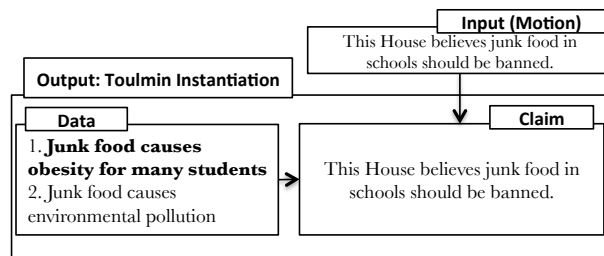 Input (Motion)
This House believes junk food in
schools should be banned.
Output: Toulmin Instantiation
Data
1. Junk food causes
obesity for many students
2. Junk food causes
environmental pollution
Claim
This House believes junk food in
schools should be banned.